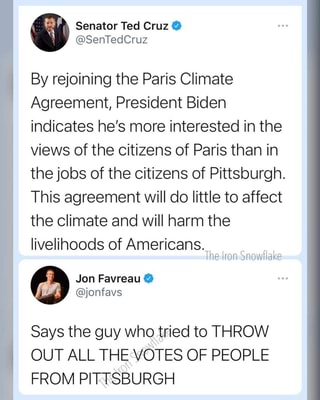 Senator Ted Cruz
@SenTedCruz
By rejoining the Paris Climate
Agreement, President Biden
indicates he's more interested in the
views of the citizens of Paris than in
the jobs of the citizens of Pittsburgh.
This agreement will do little to affect
the climate and will harm the
livelihoods of Americans.
The Iron Snowflake
Jon Favreau
@jonfavs
Says the guy who tried to THROW
OUT ALL THE VOTES OF PEOPLE
FROM PITTSBURGH
The Iron Snowflake